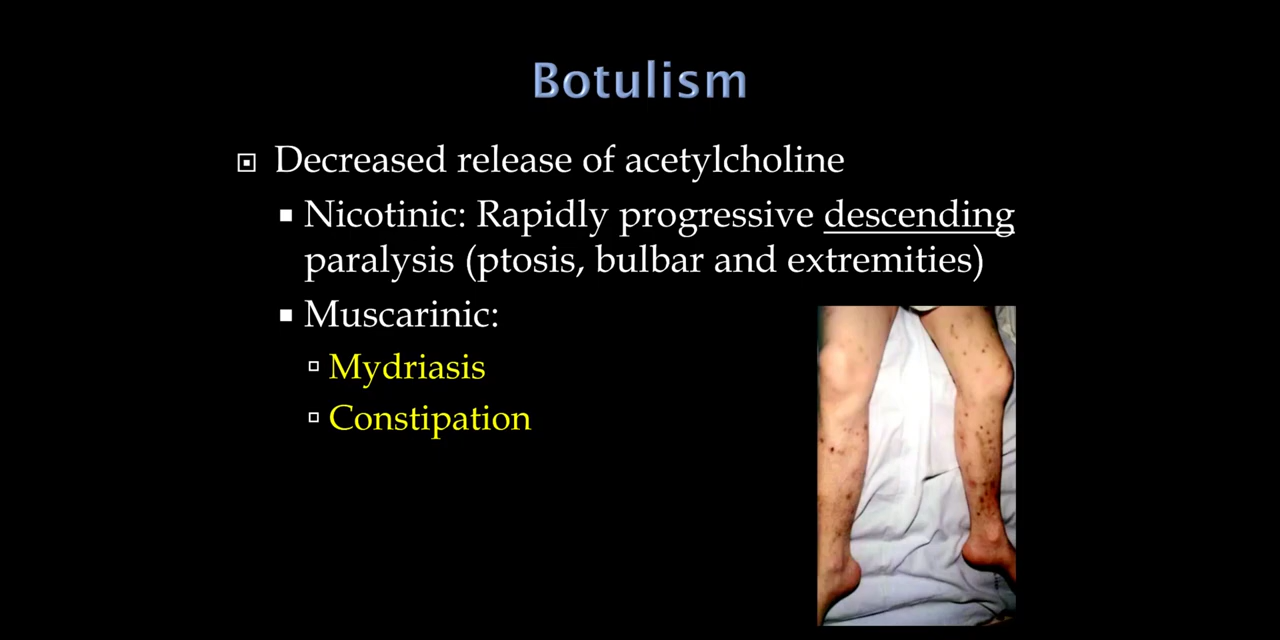 Botulism
Decreased release of acetylcholine
Nicotinic: Rapidly progressive descending
paralysis (ptosis, bulbar and extremities)
Muscarinic:
Mydriasis
Constipation